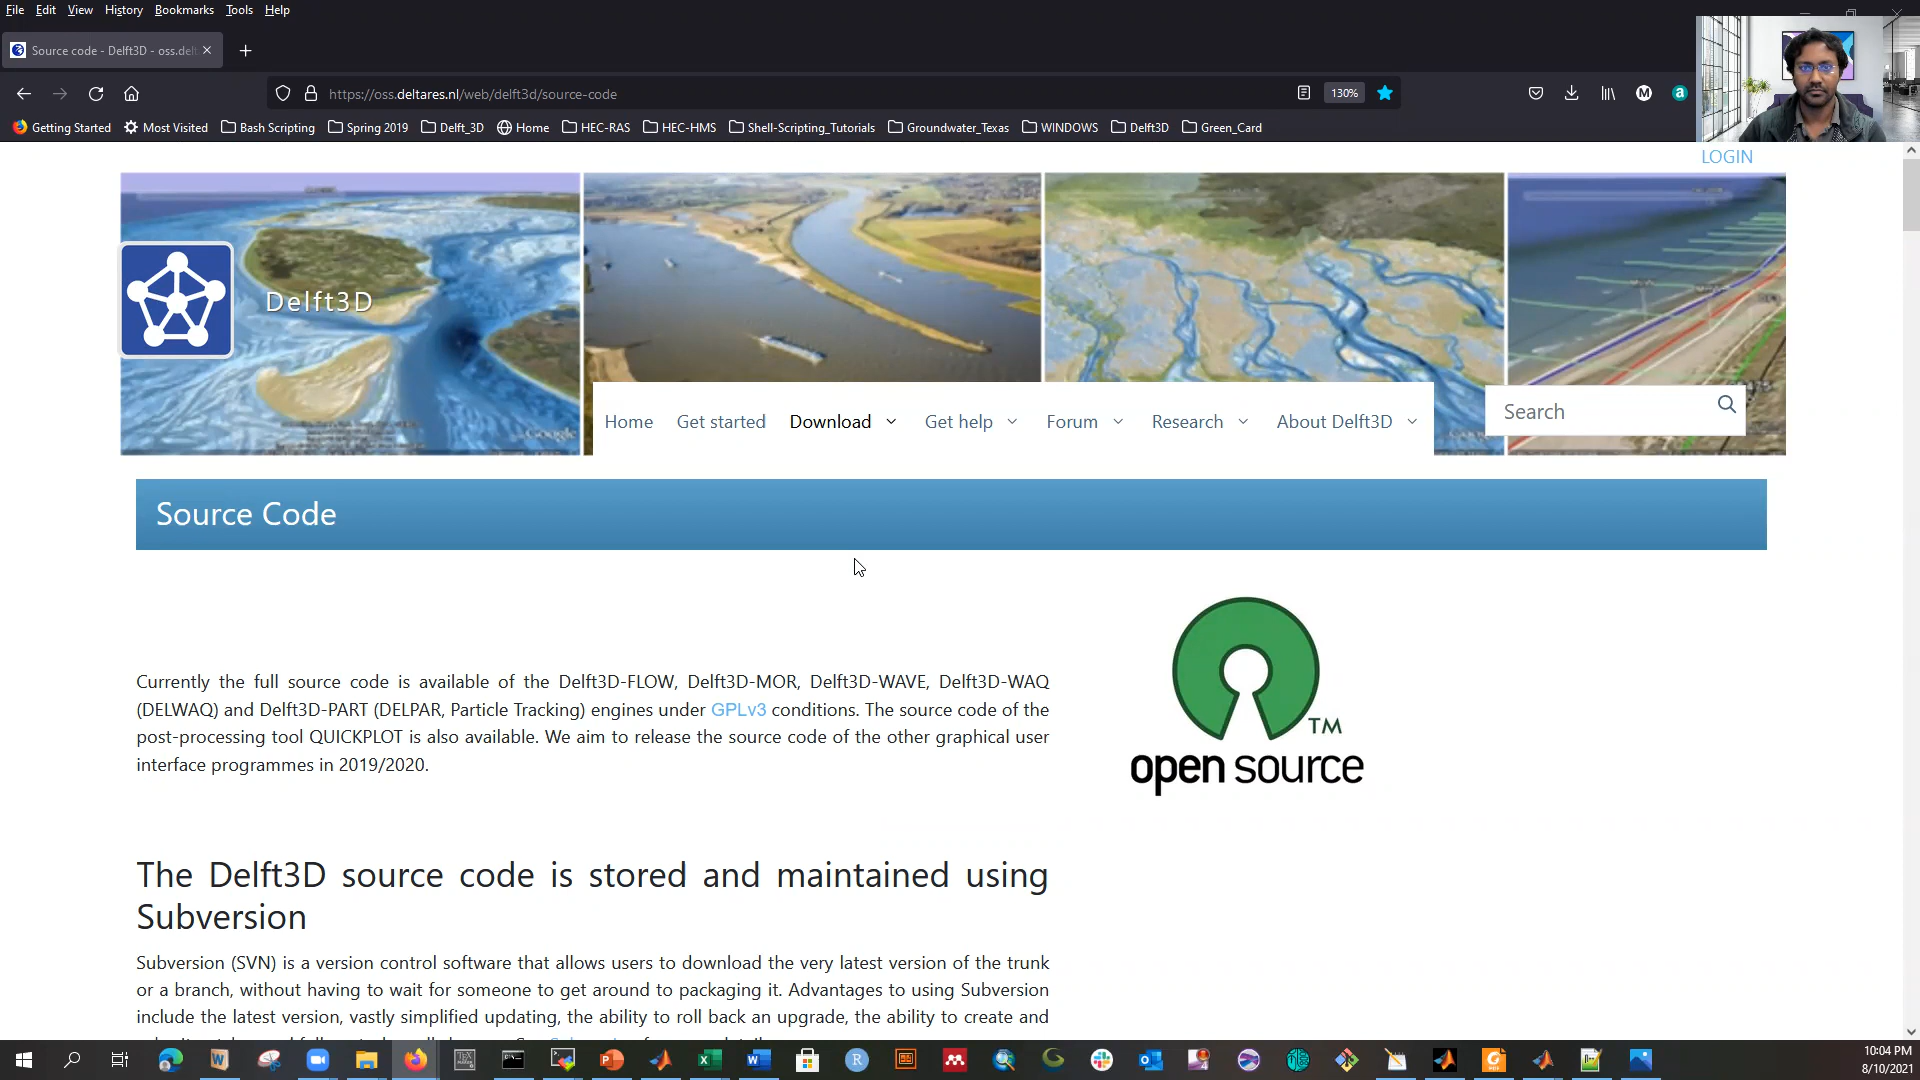 File Edit View History Bookmarks Tools Help
Source code - Delft3D - oss.del
https://oss.deltares.nl/web/delft3d/source-code
130%
Getting Started Most Visited Bash Scripting Spring 2019 Delft_3D Home HEC-RAS HEC-HMS Shell-Scripting_Tutorials Groundwater_Texas WINDOWS Delft3D Green_Card
LOGIN
Delft3D
Google
Home Get started Download Get help Forum Research About Delft3D
Search
Source Code
Currently the full source code is available of the Delft3D-FLOW, Delft3D-MOR, Delft3D-WAVE, Delft3D-WAQ
(DELWAQ) and Delft3D-PART (DELPAR, Particle Tracking) engines under GPLv3 conditions. The source code of the
post-processing tool QUICKPLOT is also available. We aim to release the source code of the other graphical user
interface programmes in 2019/2020.
TM
open source
The Delft3D source code is stored and maintained using
Subversion
Subversion (SVN) is a version control software that allows users to download the very latest version of the trunk
or a branch, without having to wait for someone to get around to packaging it. Advantages to using Subversion
include the latest version, vastly simplified updating, the ability to roll back an upgrade, the ability to create and
10:04 PM
8/10/2021